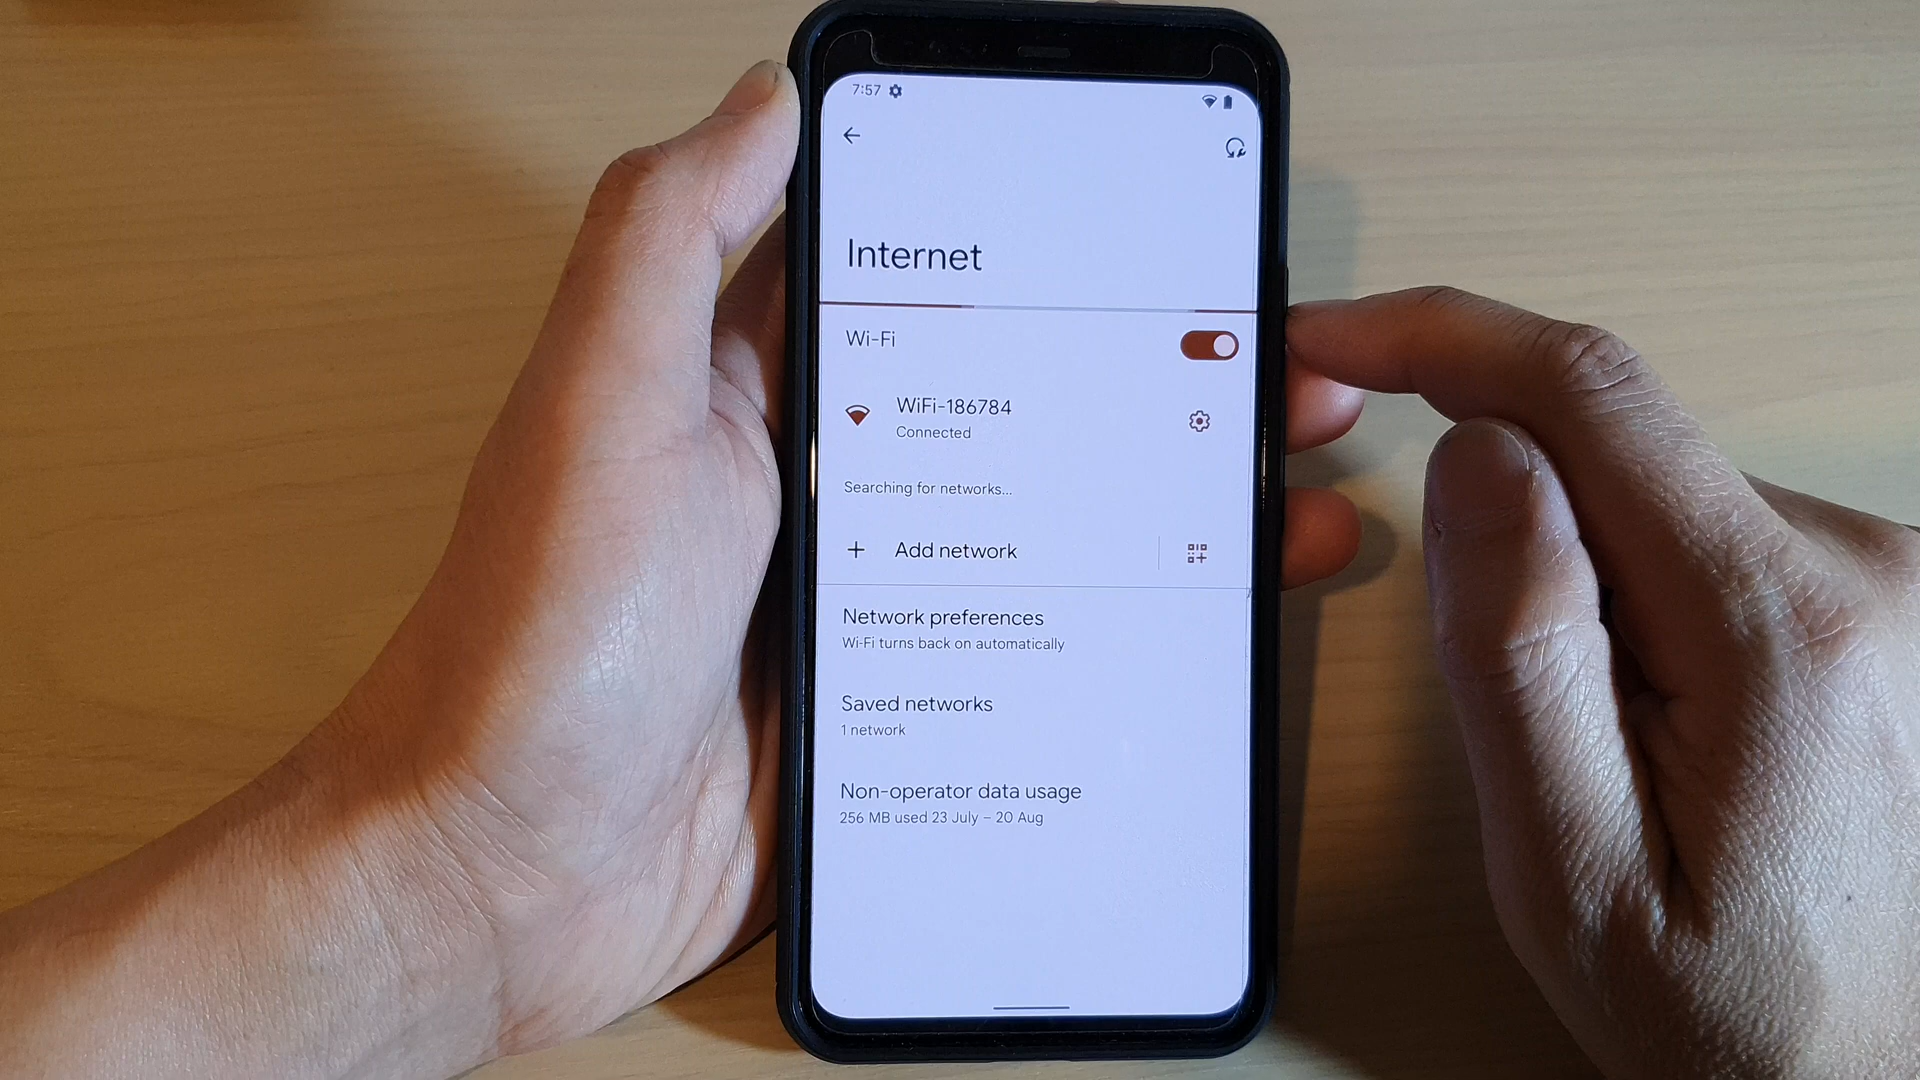 7:57
Internet
Wi-Fi
WiFi-186784
Connected
Searching for networks...
Add network
Network preferences
Wi-Fi turns back on automatically
Saved networks
1 network
Non-operator data usage
256 MB used 23 July – 20 Aug